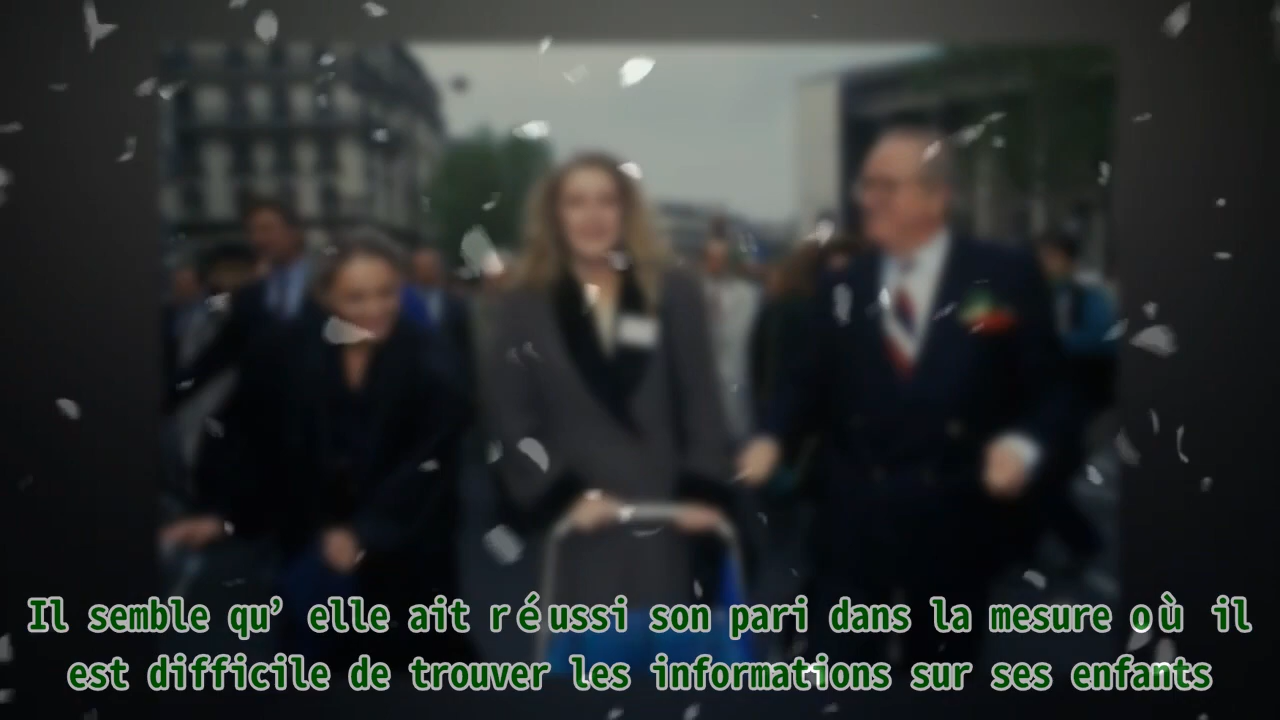 Il semble qu’ elle ait réussi son pari dans la mesure où il
est difficile de trouver les informations sur ses enfants